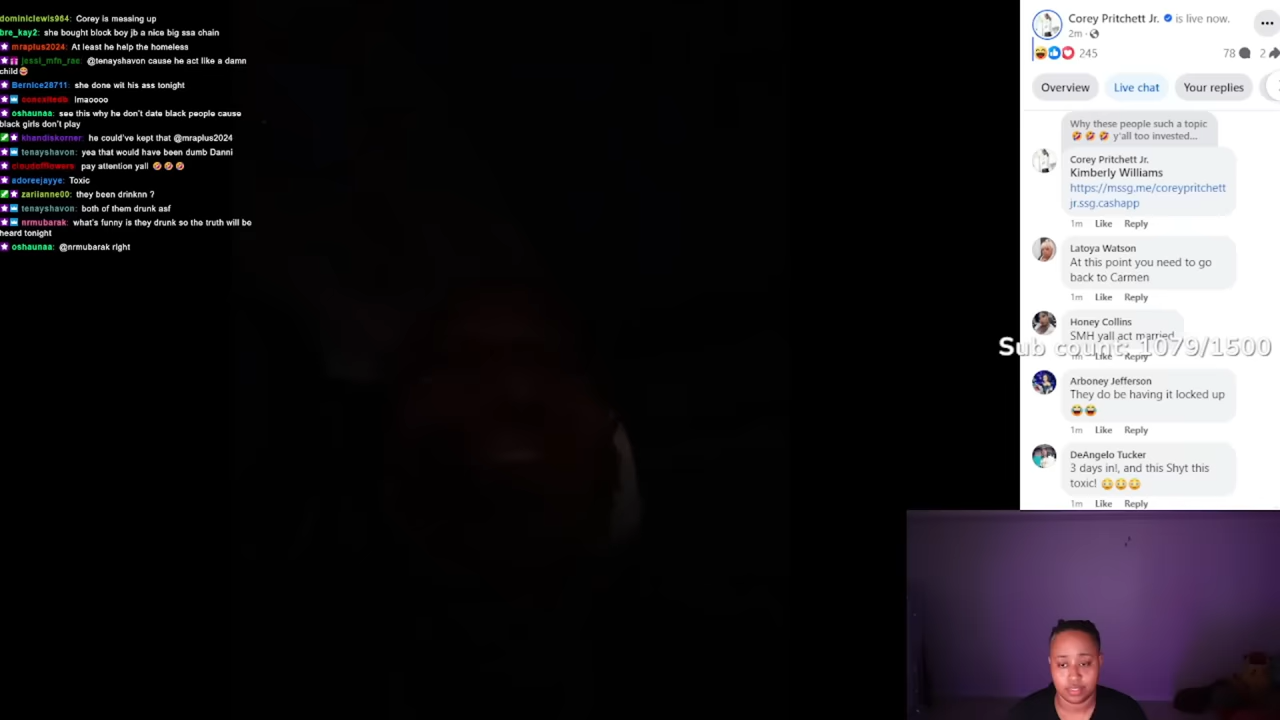 dominiclewis964: Corey is messing up
bre_kay2: she bought block boy jb a nice big ssa chain
mraplus2024: At least he help the homeless
jessi_mfn_rae: @tenayshavon cause he act like a damn
child
Bernice28711: she done wit his ass tonight
lmaoooo
oshaunaa: see this why he don't date black people cause
black girls don't play
khandiskorner: he could've kept that @mraplus2024
tenayshavon: yea that would have been dumb Danni
cloudofflowers: pay attention yall 🤣🤣🤣
adoreejayye: Toxic
zarilanne00: they been drinknn ?
tenayshavon: both of them drunk asf
nrmubarak: what's funny is they drunk so the truth will be
heard tonight
oshaunaa: @nrmubarak right
Corey Pritchett Jr. is live now.
2m
245
78
2
Overview
Live chat
Your replies
Why these people such a topic
🤣🤣🤣 y'all too invested...
Corey Pritchett Jr.
Kimberly Williams
https://mssg.me/coreypritchett
jr.ssg.cashapp
1m Like Reply
Latoya Watson
At this point you need to go
back to Carmen
1m Like Reply
Honey Collins
SMH yall act married
Sub count: 1079/1500
1m Like Reply
Arboney Jefferson
They do be having it locked up
😂😂
1m Like Reply
DeAngelo Tucker
3 days in!, and this Shyt this
toxic! 😳😳😳
1m Like Reply